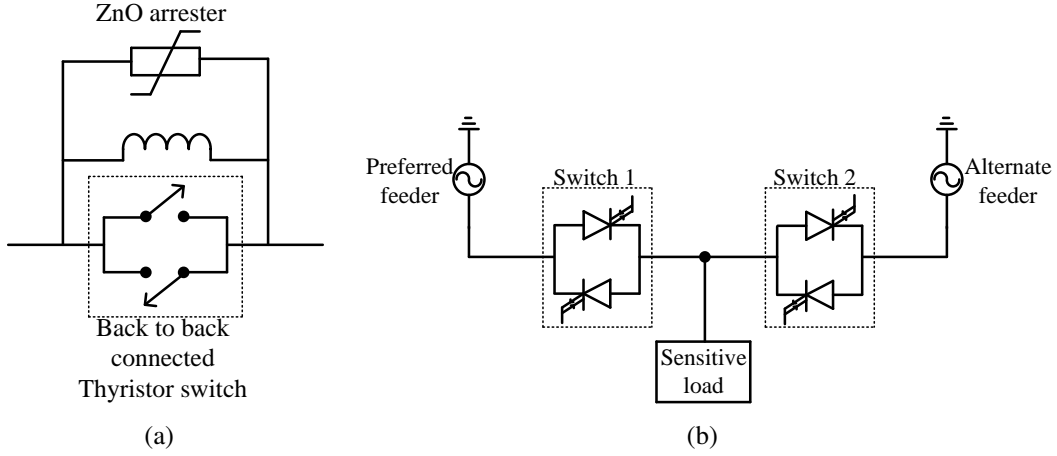 ZnO arrester
Back to back
connected
Thyristor switch
(a)
Preferred
feeder
Switch 1
Switch 2
Alternate
feeder
Sensitive
load
(b)